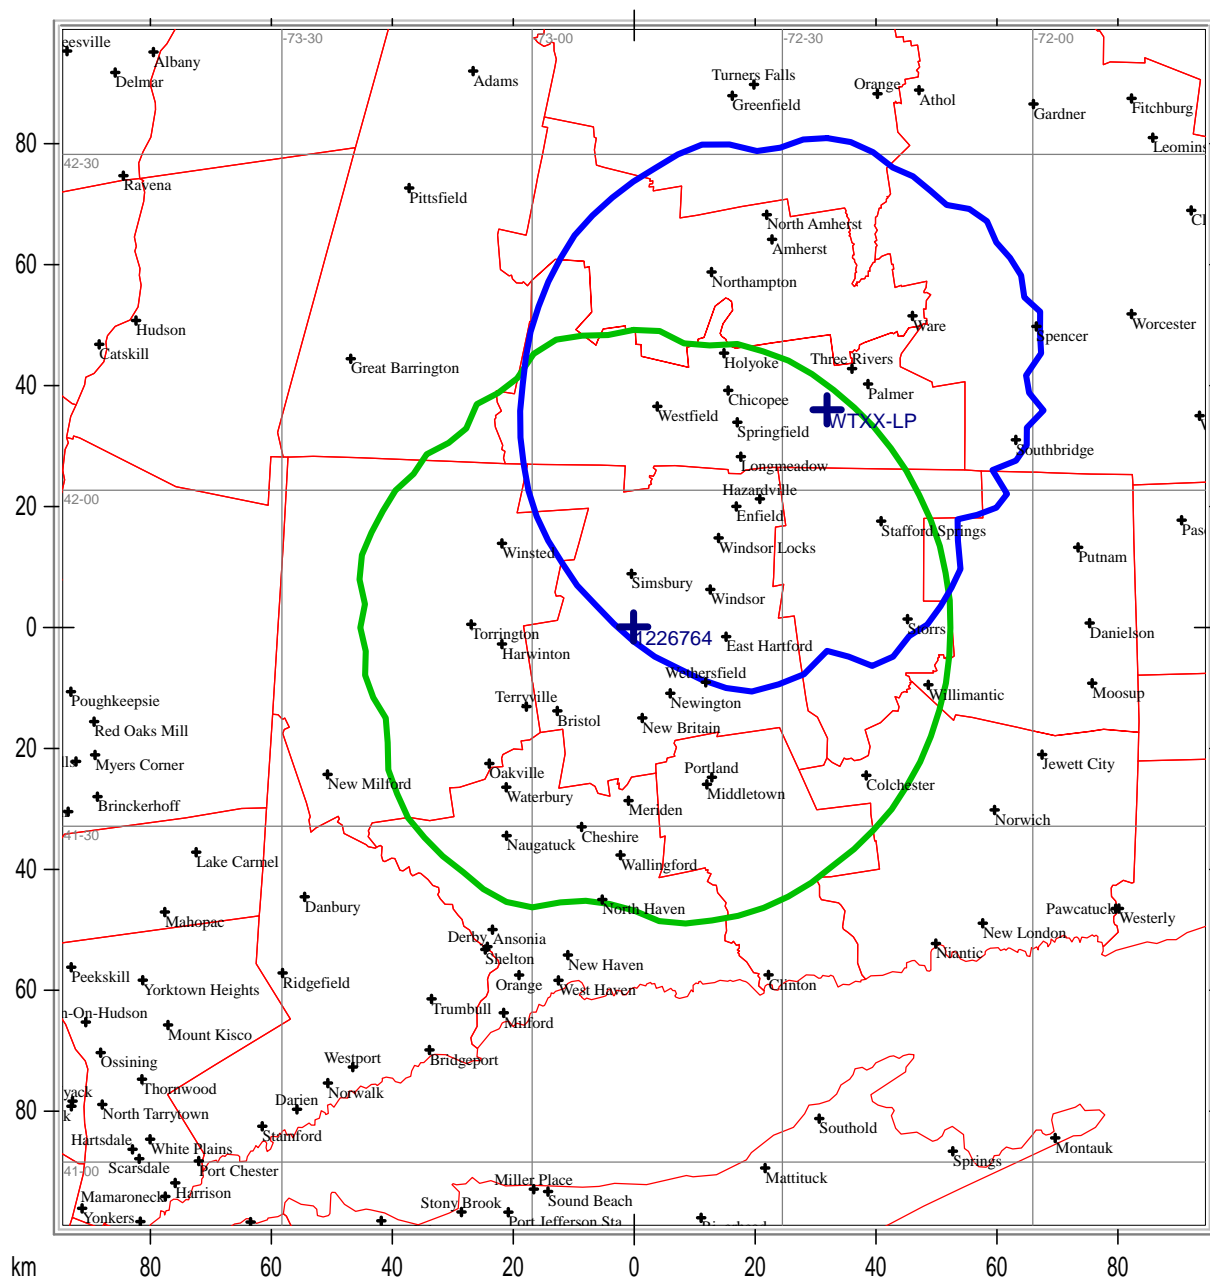 eesville
Albany
Delmar
-73-30
Adams
-73-00
Turners Falls
Greenfield
-72-30
Orange
Athol
-72-00
Gardner
Fitchburg
Leomins
80
42-30
Ravena
Pittsfield
North Amherst
Amherst
Cl
60
Northampton
Hudson
Catskill
Great Barrington
Ware
Spencer
Worcester
Holyoke
Three Rivers
Palmer
40
Westfield
Chicopee
Springfield
WTXX-LP
Longmeadow
Southbridge
42-00
Hazardville
Enfield
20
Winsted
Windsor Locks
Stafford Springs
Putnam
Pas
Simsbury
Windsor
0
Torrington
Harwinton
1226764
East Hartford
Storrs
Danielson
Wethersfield
Newington
Willimantic
Moosup
Poughkeepsie
Red Oaks Mill
Terryville
Bristol
New Britain
20
Myers Corner
New Milford
Oakville
Waterbury
Portland
Middletown
Colchester
Jewett City
Brinckerhoff
Meriden
Norwich
41-30
Lake Carmel
Naugatuck
Cheshire
Wallingford
40
Mahopac
Danbury
North Haven
Pawcatuck
Westerly
New London
Niantic
Derby
Ansonia
Shelton
Peekskill
Yorktown Heights
Ridgefield
Orange
New Haven
West Haven
Clinton
60
n-On-Hudson
Mount Kisco
Trumbull
Milford
Ossining
Bridgeport
Westport
Norwalk
Thornwood
yack
k
North Tarrytown
Darien
Stamford
80
Southold
Hartsdale
White Plains
Scarsdale
Port Chester
Springs
Montauk
41-00
Mamaroneck
Harrison
Miller Place
Sound Beach
Mattituck
Yonkers
Stony Brook
Port Jefferson Sta
km
80
60
40
20
0
20
40
60
80